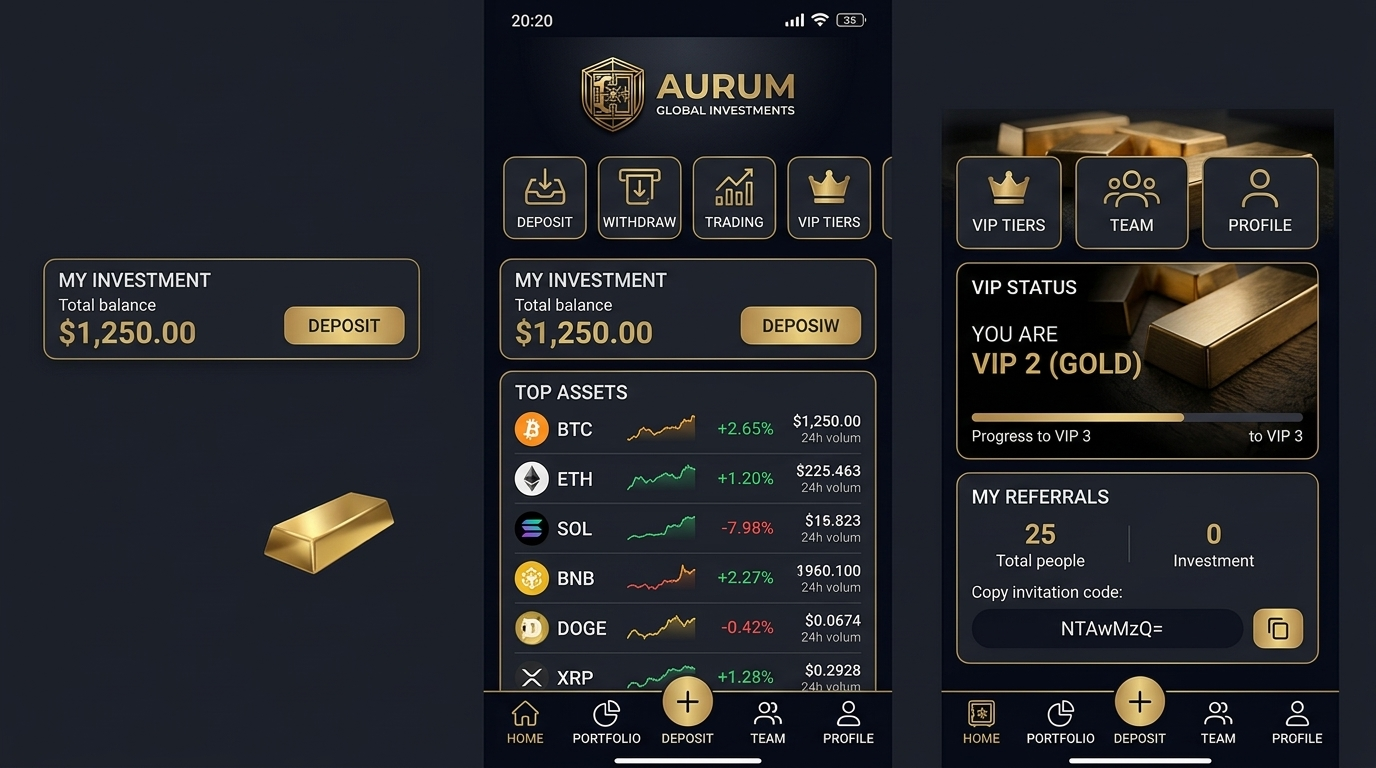 MY INVESTMENT
Total balance
$1,250.00
DEPOSIT
20:20
35
AURUM
GLOBAL INVESTMENTS
DEPOSIT
WITHDRAW
TRADING
VIP TIERS
MY INVESTMENT
Total balance
$1,250.00
DEPOSIW
TOP ASSETS
BTC +2.65% $1,250.00
24h volum
ETH +1.20% $225.463
24h volum
SOL -7.98% $15.823
24h volum
BNB +2.27% 1960.100
24h volum
DOGE -0.42% $0.0674
24h volum
XRP +1.28% $0.2928
24h volum
HOME
PORTFOLIO
DEPOSIT
TEAM
PROFILE
VIP TIERS
TEAM
PROFILE
VIP STATUS
YOU ARE
VIP 2 (GOLD)
Progress to VIP 3 to VIP 3
MY REFERRALS
25 0
Total people Investment
Copy invitation code:
NTAwMzQ=
HOME
PORTFOLIO
DEPOSIT
TEAM
PROFILE